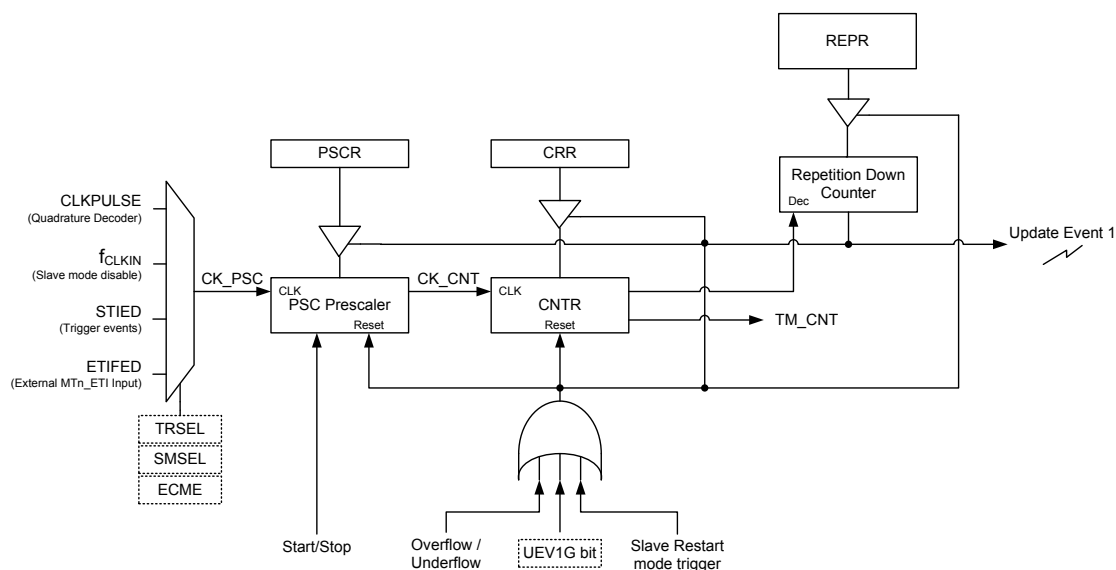 REPR
PSCR
CRR
Repetition Down
Counter
Dec
CLKPULSE
(Quadrature Decoder)
fCLKIN
(Slave mode disable)
STIED
(Trigger events)
ETIFED
(External MTn_ETI Input)
CK_PSC
CLK
PSC Prescaler
Reset
CK_CNT
CLK
CNTR
Reset
Update Event 1
TM_CNT
TRSEL
SMSEL
ECME
Start/Stop
Overflow /
Underflow
UEV1G bit
Slave Restart
mode trigger